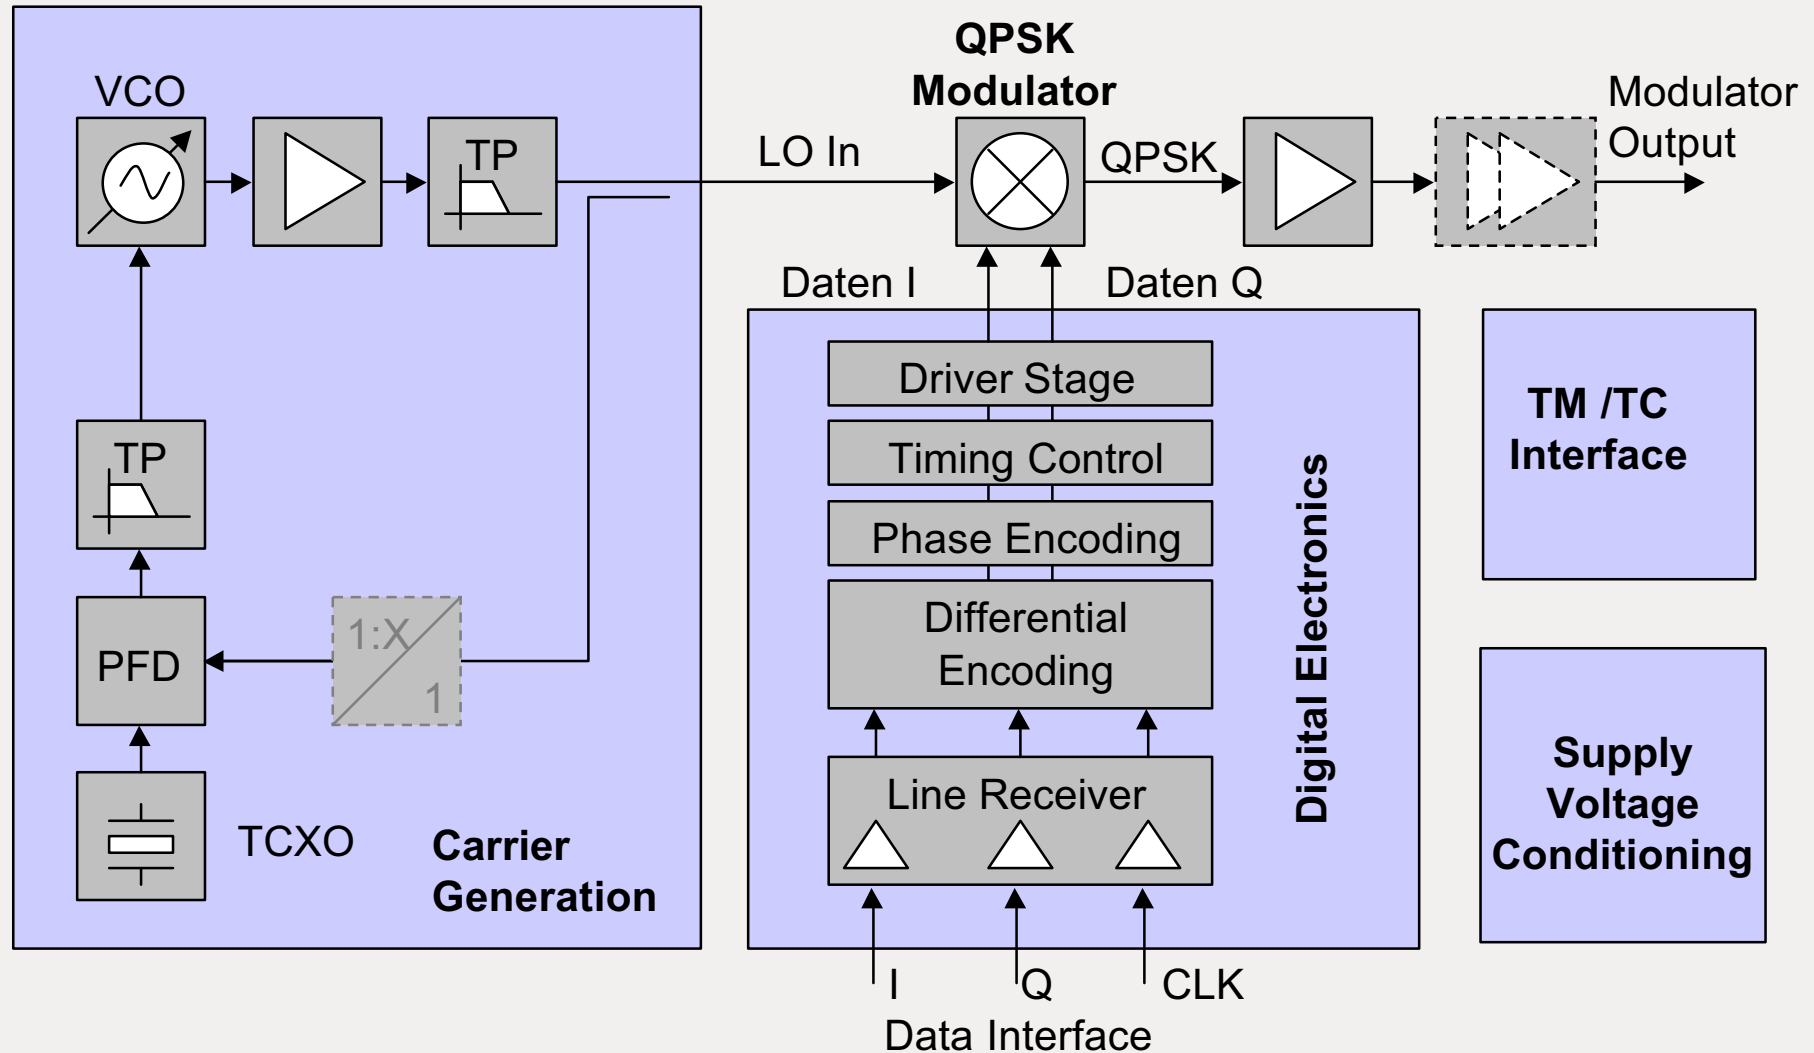 QPSK
Modulator
VCO
Modulator
Output
TP
LO In
QPSK
Daten I
Daten Q
Driver Stage
Timing Control
Phase Encoding
Differential
Encoding
Line Receiver
Digital Electronics
TM /TC
Interface
TP
1:X
1
PFD
TCXO
Carrier
Generation
Supply
Voltage
Conditioning
I
Q
CLK
Data Interface